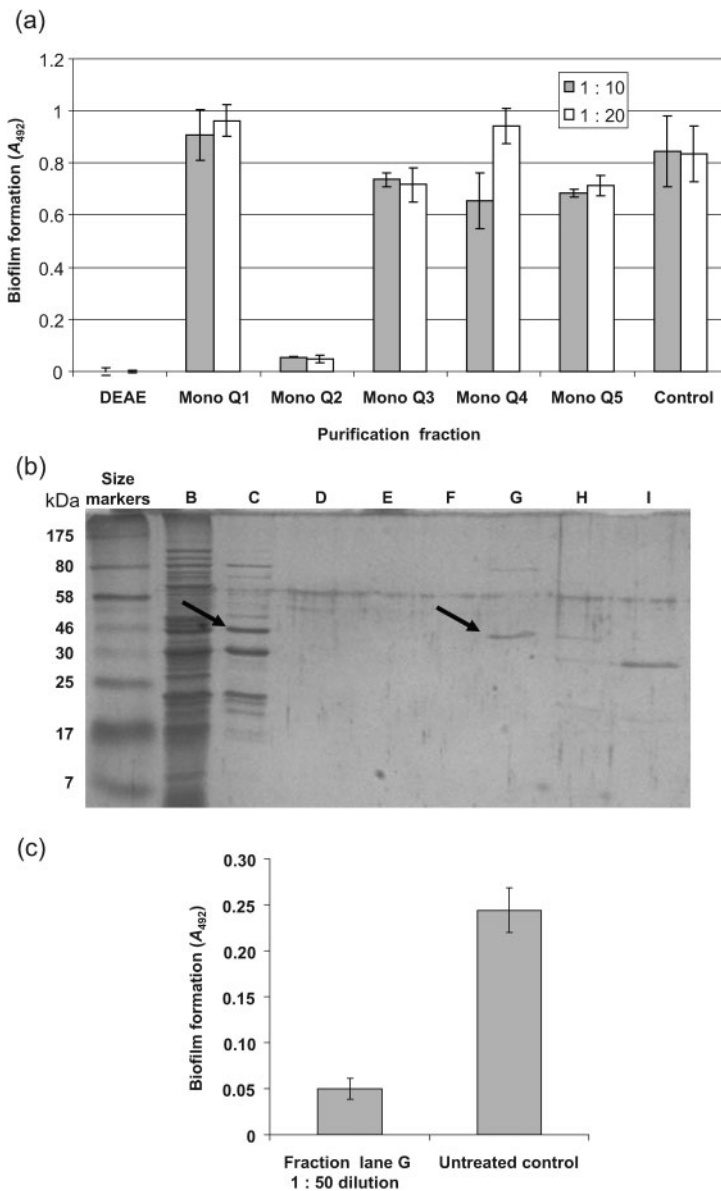 (a)
1.2
1
0.8
0.6
0.4
0.2
0
Biofilm formation (A492)
1 : 10
1 : 20
DEAE Mono Q1 Mono Q2 Mono Q3 Mono Q4 Mono Q5 Control
Purification fraction
(b)
kDa Size markers B C D E F G H I
175
80
58
46
30
25
17
7
(c)
0.30
0.25
0.20
0.15
0.10
0.05
0
Biofilm formation (A492)
Fraction lane G Untreated control
1 : 50 dilution